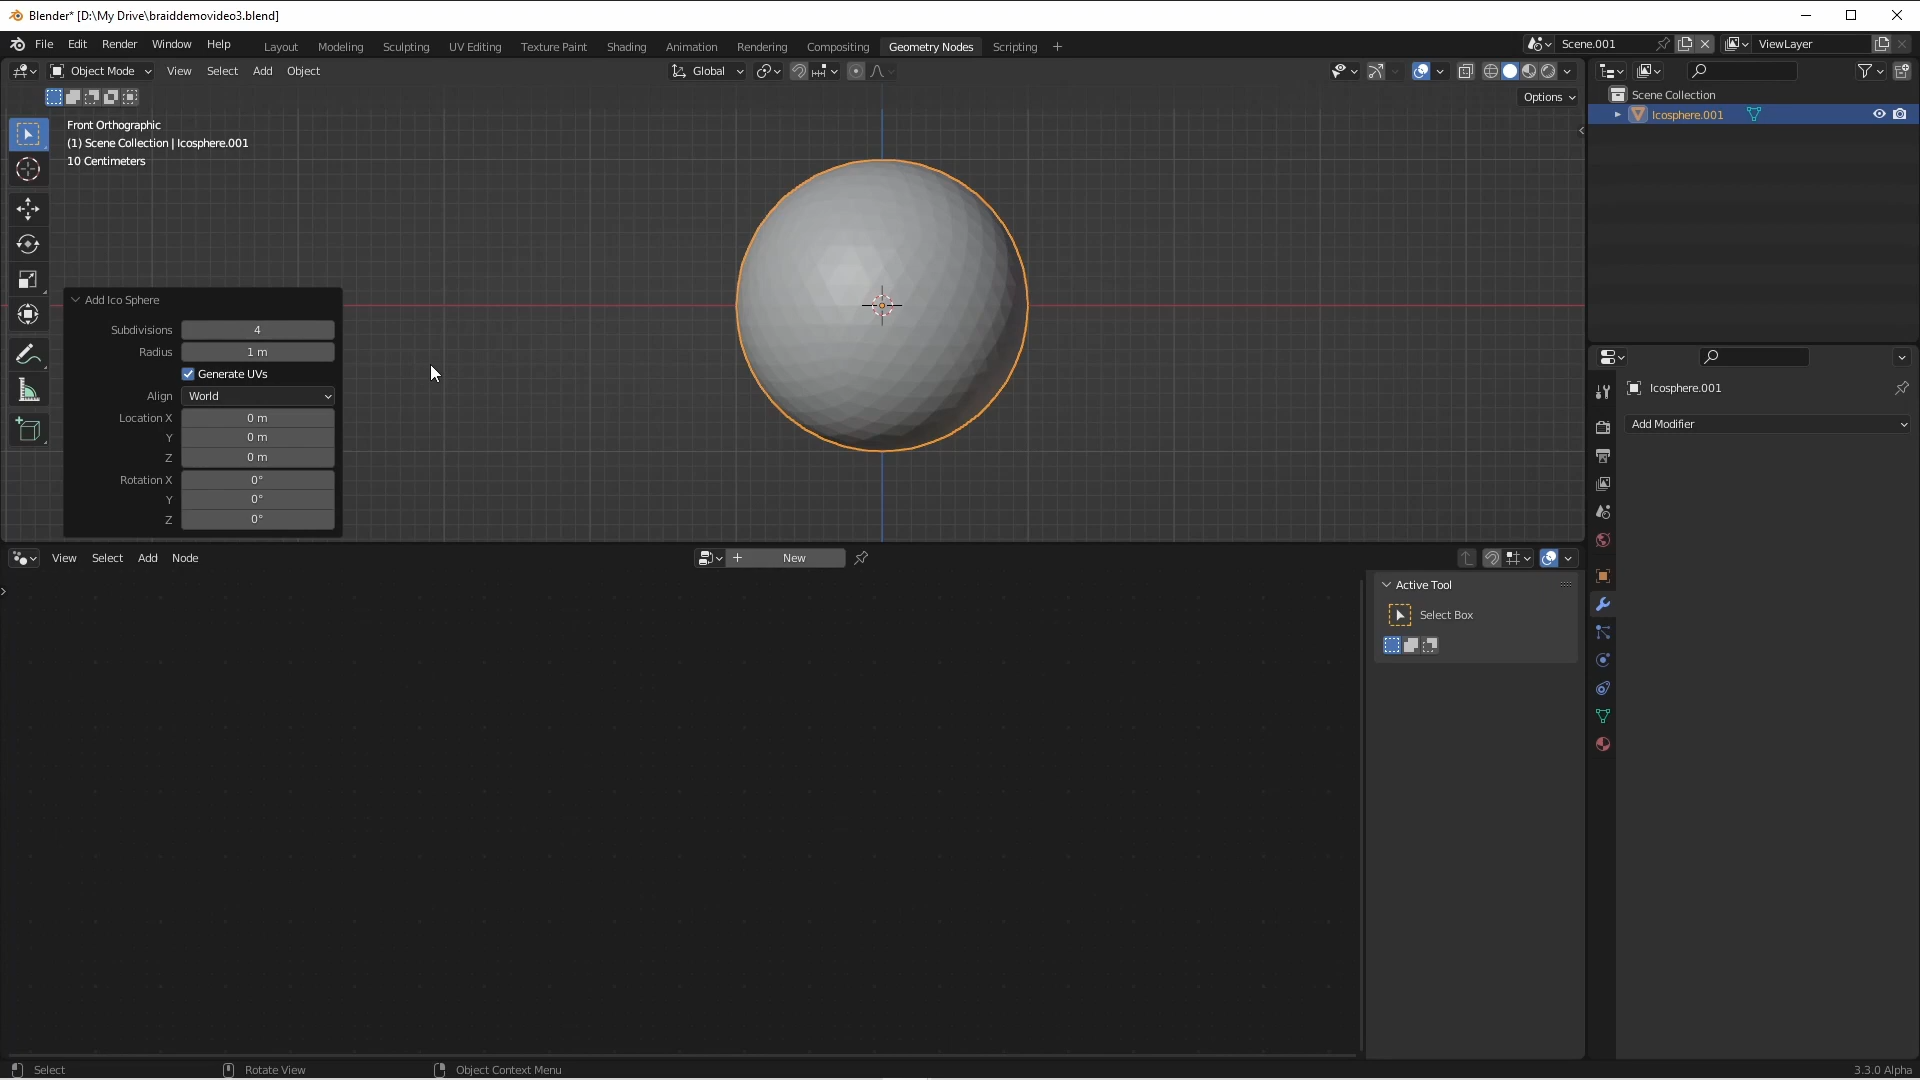 Blender* [D:\My Drive\braiddemovideo3.blend]
File Edit Render Window Help Layout Modeling Sculpting UV Editing Texture Paint Shading Animation Rendering Compositing Geometry Nodes Scripting + Scene.001 ViewLayer
Object Mode View Select Add Object Global
Options
Front Orthographic
(1) Scene Collection | Icosphere.001
10 Centimeters
Add Ico Sphere
Subdivisions 4
Radius 1 m
Generate UVs
Align World
Location X 0 m
Y 0 m
Z 0 m
Rotation X 0°
Y 0°
Z 0°
Scene Collection
Icosphere.001
Icosphere.001
Add Modifier
View Select Add Node + New
Active Tool
Select Box
Select Rotate View Object Context Menu 3.3.0 Alpha